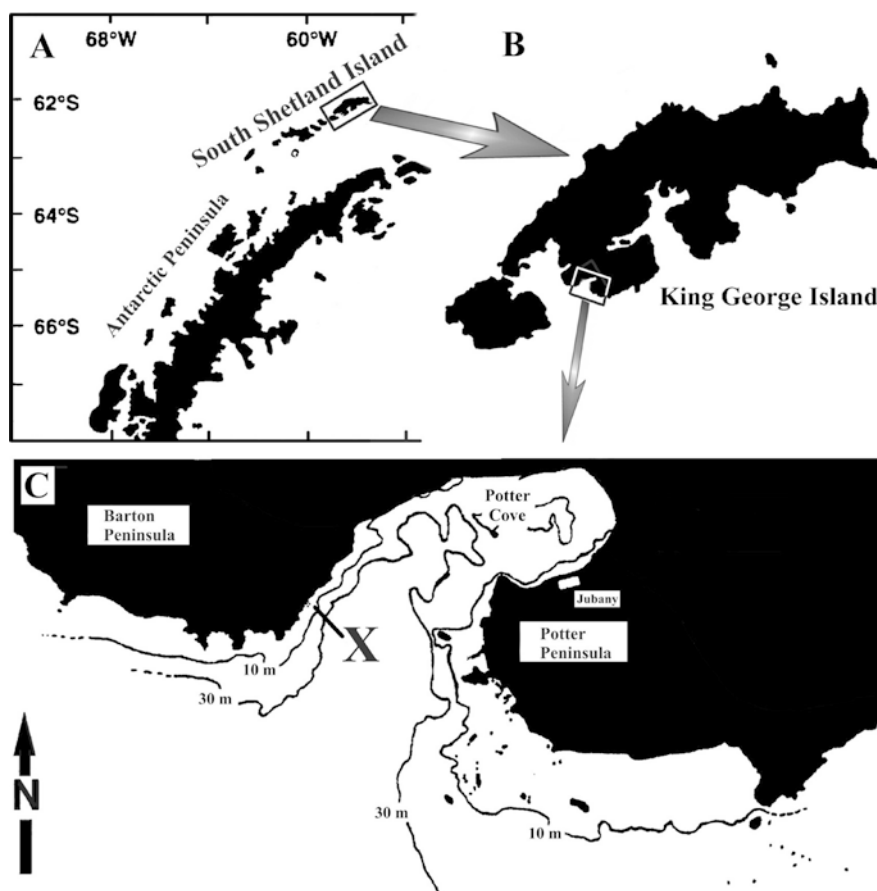 A
68°W
60°W
B
South Shetland Island
62°S
64°S
Antarctic Peninsula
66°S
King George Island
C
Barton
Peninsula
Potter
Cove
Jubany
X
Potter
Peninsula
10 m
30 m
N
30 m
10 m